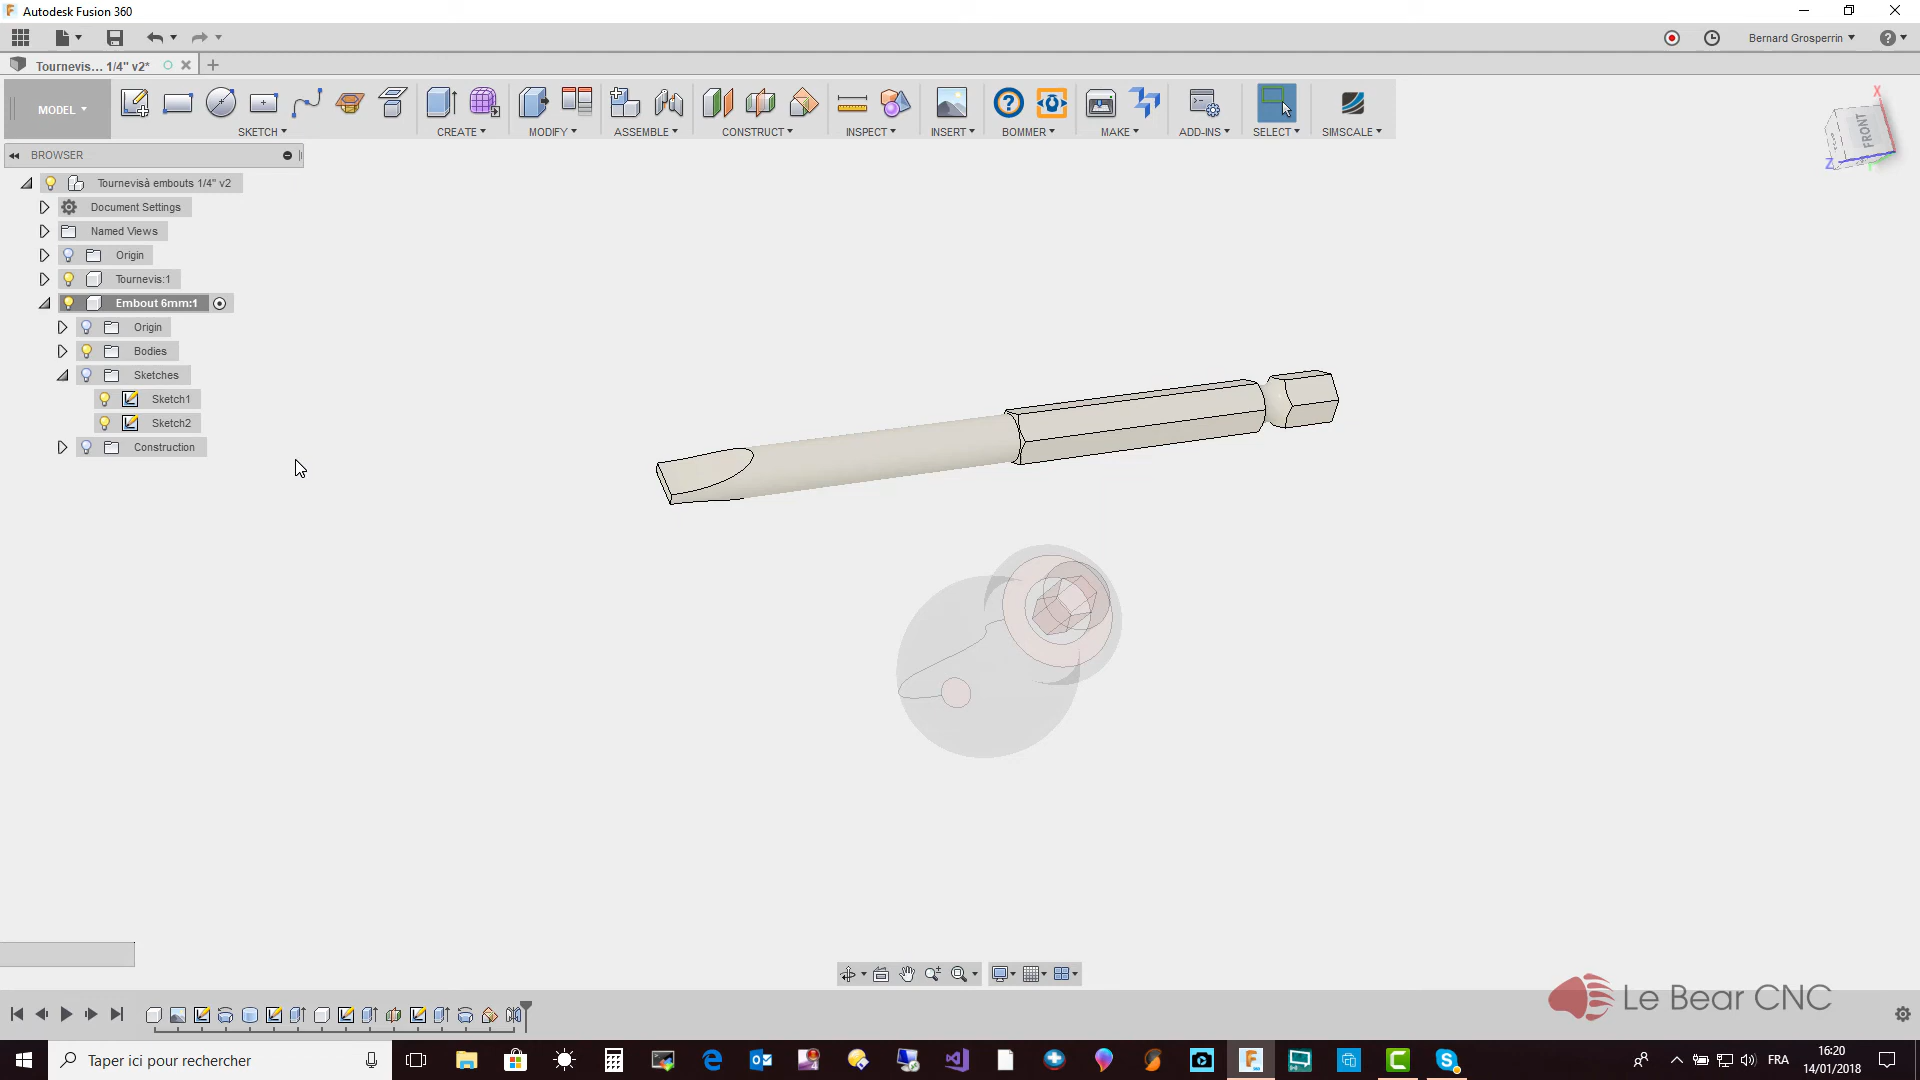 Autodesk Fusion 360
Bernard Grosperrin
Tournevis... 1/4" v2*
MODEL
SKETCH
CREATE
MODIFY
ASSEMBLE
CONSTRUCT
INSPECT
INSERT
BOMMER
MAKE
ADD-INS
SELECT
SIMSCALE
X
FRONT
Z
BROWSER
Tournevisà embouts 1/4" v2
Document Settings
Named Views
Origin
Tournevis:1
Embout 6mm:1
Origin
Bodies
Sketches
Sketch1
Sketch2
Construction
Le Bear CNC
Taper ici pour rechercher
FRA
16:20
14/01/2018